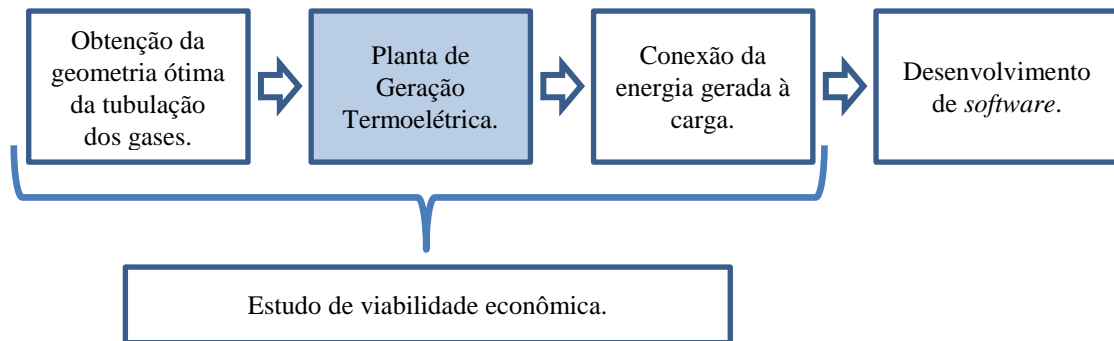 Obtenção da
geometria ótima
da tubulação
dos gases.
Planta de
Geração
Termoelétrica.
Conexão da
energia gerada à
carga.
Desenvolvimento
de software.
Estudo de viabilidade econômica.